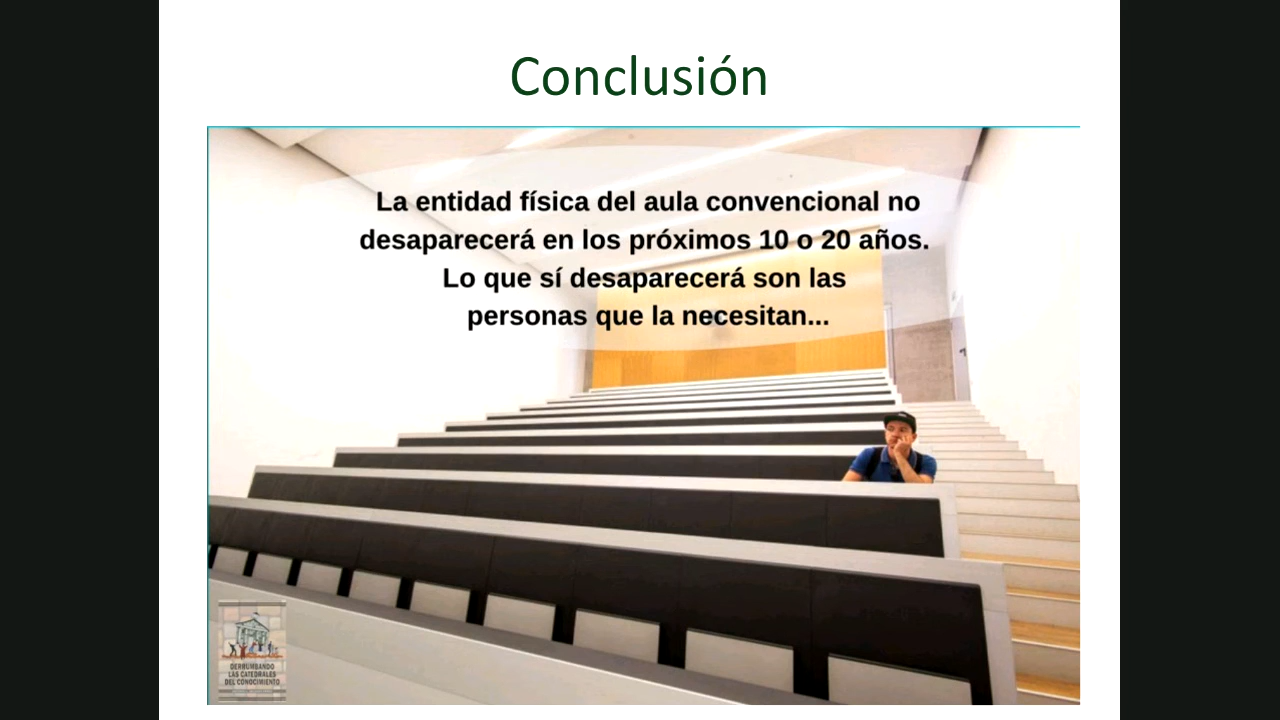 Conclusión
La entidad física del aula convencional no
desaparecerá en los próximos 10 o 20 años.
Lo que sí desaparecerá son las
personas que la necesitan...
DERRUMBANDO
LAS CATEDRALES
DEL CONOCIMIENTO